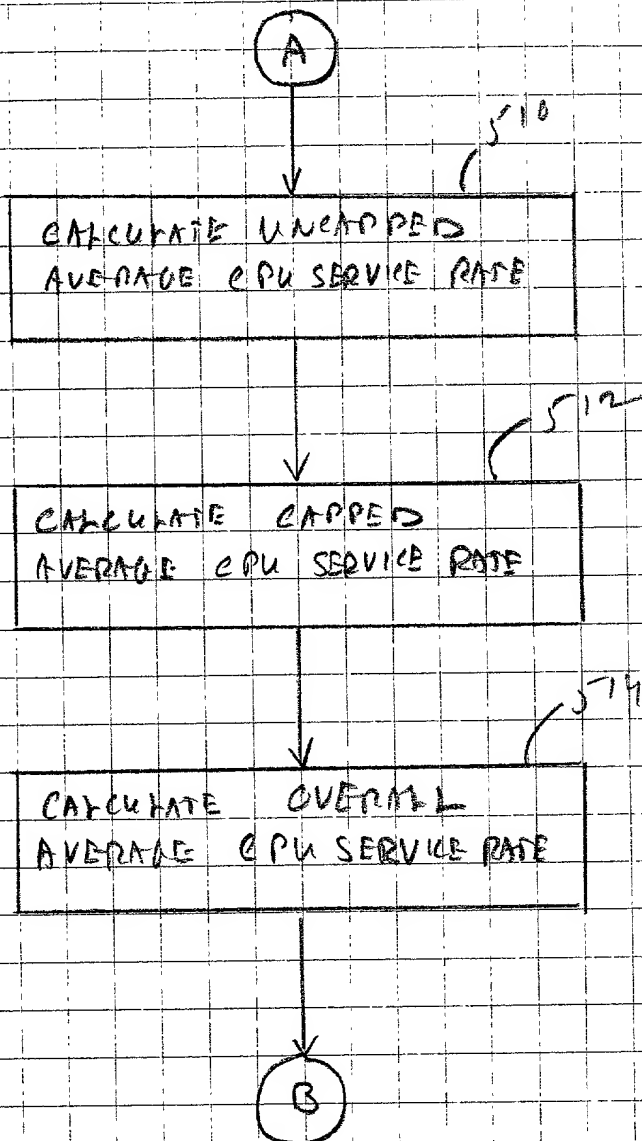 A
510
CALCULATE UNCAPPED
AVERAGE CPU SERVICE RATE
512
CALCULATE CAPPED
AVERAGE CPU SERVICE RATE
514
CALCULATE OVERALL
AVERAGE CPU SERVICE RATE
B